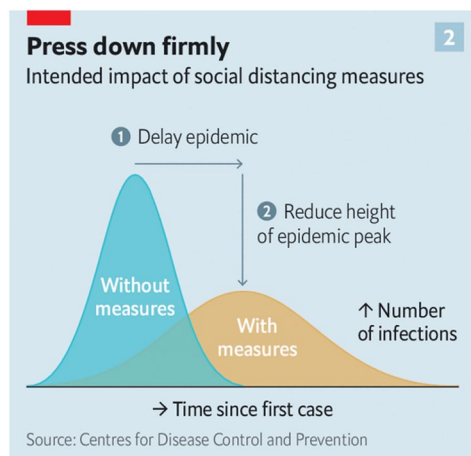 Press down firmly
2
Intended impact of social distancing measures
1 Delay epidemic
2 Reduce height
of epidemic peak
Without
measures
With
measures
↑ Number
of infections
→ Time since first case
Source: Centres for Disease Control and Prevention